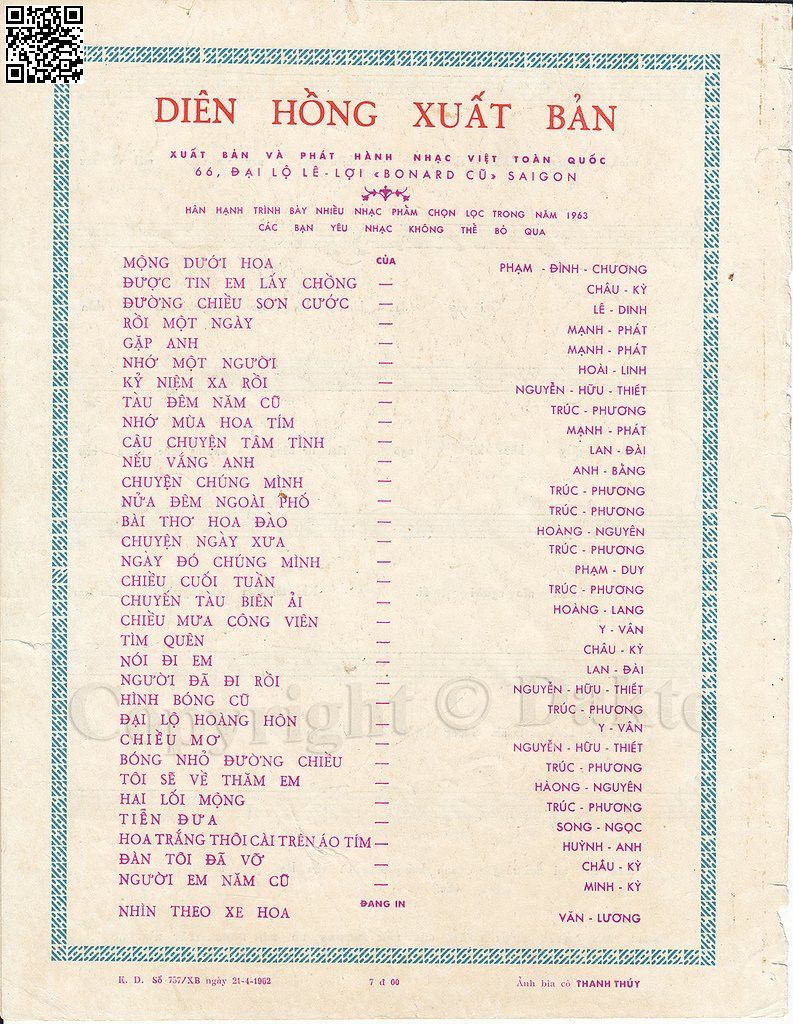 DIÊN HỒNG XUẤT BẢN
XUẤT BẢN VÀ PHÁT HÀNH NHẠC VIỆT TOÀN QUỐC
66, ĐẠI LỘ LÊ-LỢI «BONARD CŨ» SAIGON
HÂN HẠNH TRÌNH BÀY NHIỀU NHẠC PHẨM CHỌN LỌC TRONG NĂM 1963
CÁC BẠN YÊU NHẠC KHÔNG THỂ BỎ QUA
MỘNG DƯỚI HOA CỦA PHẠM - ĐÌNH - CHƯƠNG
ĐƯỢC TIN EM LẤY CHỒNG — CHÂU - KỲ
ĐƯỜNG CHIỀU SƠN CƯỚC — LÊ - DINH
RỒI MỘT NGÀY — MẠNH - PHÁT
GẶP ANH — MẠNH - PHÁT
NHỚ MỘT NGƯỜI — HOÀI - LINH
KỶ NIỆM XA RỒI — NGUYỄN - HỮU - THIẾT
TÀU ĐÊM NĂM CŨ — TRÚC - PHƯƠNG
NHỚ MÙA HOA TÍM — MẠNH - PHÁT
CÂU CHUYỆN TÂM TÌNH — LAN - ĐÀI
NẾU VẮNG ANH — ANH - BẰNG
CHUYỆN CHÚNG MÌNH — TRÚC - PHƯƠNG
NỬA ĐÊM NGOÀI PHỐ — TRÚC - PHƯƠNG
BÀI THƠ HOA ĐÀO — HOÀNG - NGUYÊN
CHUYỆN NGÀY XƯA — TRÚC - PHƯƠNG
NGÀY ĐÓ CHÚNG MÌNH — PHẠM - DUY
CHIỀU CUỐI TUẦN — TRÚC - PHƯƠNG
CHUYẾN TÀU BIÊN ẢI — HOÀNG - LANG
CHIỀU MƯA CÔNG VIÊN — Y - VÂN
TÌM QUÊN — CHÂU - KỲ
NÓI ĐI EM — LAN - ĐÀI
NGƯỜI ĐÃ ĐI RỒI — NGUYỄN - HỮU - THIẾT
HÌNH BÓNG CŨ — TRÚC - PHƯƠNG
ĐẠI LỘ HOÀNG HÔN — Y - VÂN
CHIỀU MƠ — NGUYỄN - HỮU - THIẾT
BÓNG NHỎ ĐƯỜNG CHIỀU — TRÚC - PHƯƠNG
TÔI SẼ VỀ THĂM EM — HÀONG - NGUYÊN
HAI LỐI MỘNG — TRÚC - PHƯƠNG
TIỄN ĐƯA — SONG - NGỌC
HOA TRẮNG THÔI CÀI TRÊN ÁO TÍM — HUỲNH - ANH
ĐÀN TÔI ĐÃ VỠ — CHÂU - KỲ
NGƯỜI EM NĂM CŨ — MINH - KỲ
ĐANG IN
NHÌN THEO XE HOA VĂN - LƯƠNG
K. D. Số 757/XB ngày 21-4-1962 7 đ 00 Ảnh bìa cô THANH THÚY
Copyright ©